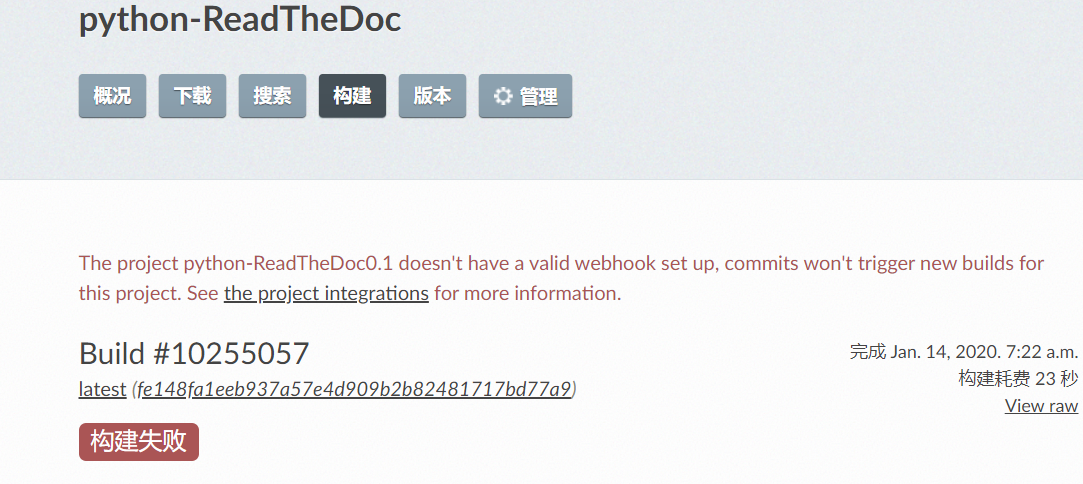 python-ReadTheDoc
概况 下载 搜索 构建 版本 管理
The project python-ReadTheDoc0.1 doesn't have a valid webhook set up, commits won't trigger new builds for
this project. See the project integrations for more information.
Build #10255057
完成 Jan. 14, 2020. 7:22 a.m.
构建耗费 23 秒
latest (fe148fa1eeb937a57e4d909b2b82481717bd77a9)
View raw
构建失败